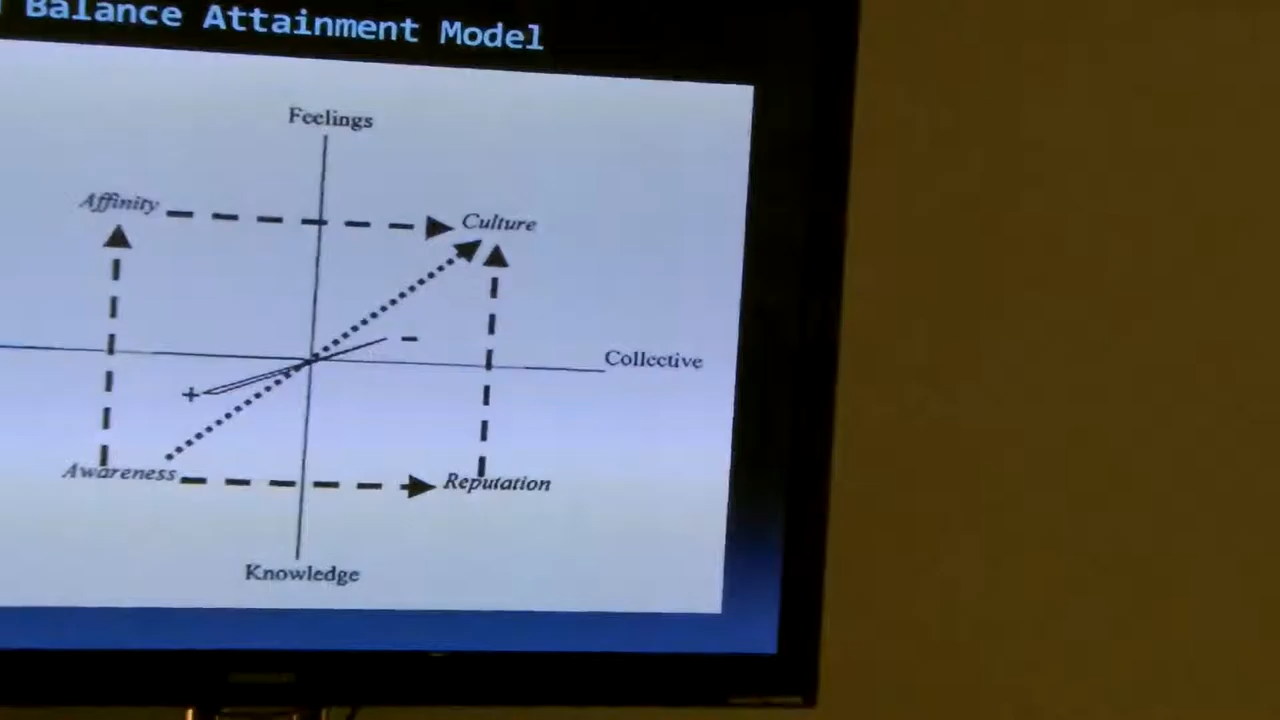 Balance Attainment Model
Feelings
Affinity
Culture
-
Collective
+
Awareness
Reputation
Knowledge